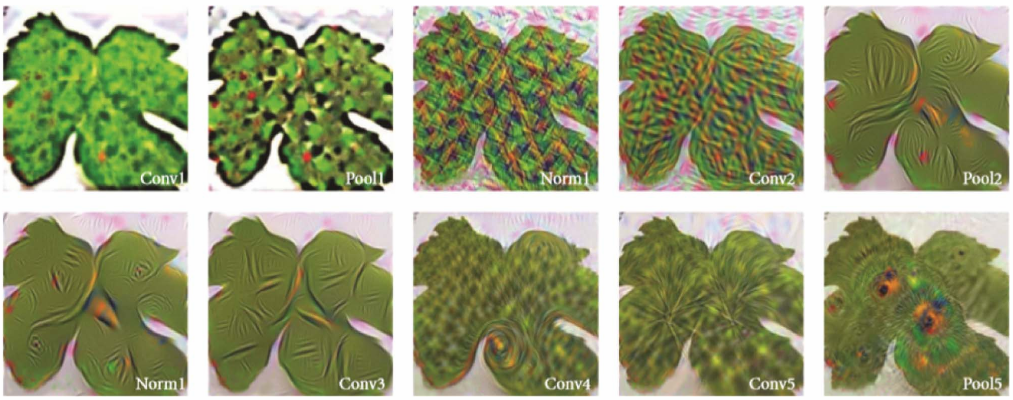 Conv1
Pool1
Norm1
Conv2
Pool2
Norm1
Conv3
Conv4
Conv5
Pool5